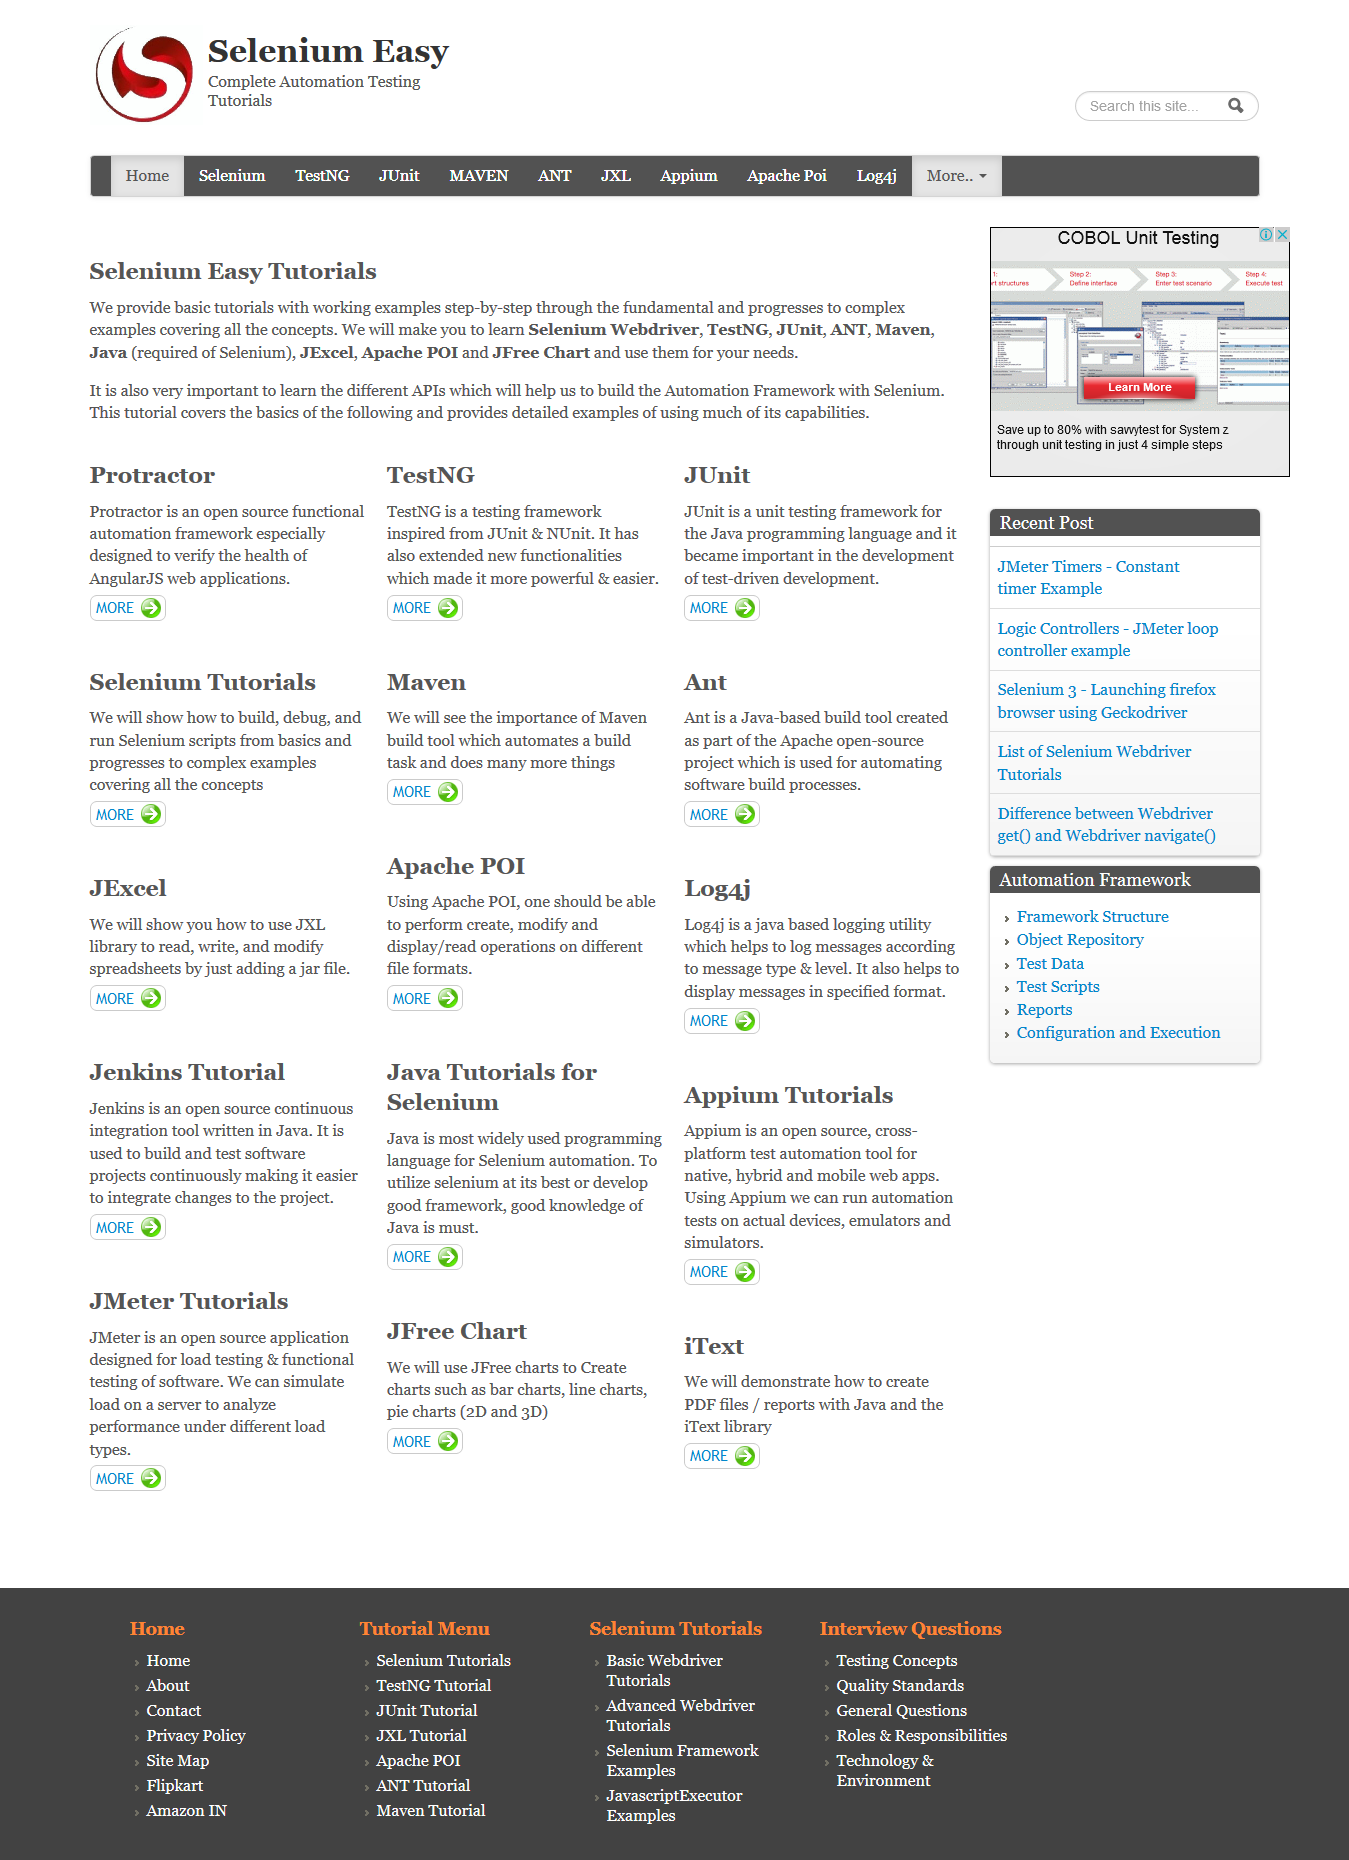 Selenium Easy
Complete Automation Testing
Tutorials
Search this site...
Home Selenium TestNG JUnit MAVEN ANT JXL Appium Apache Poi Log4j More..
COBOL Unit Testing
1: Step 2: Step 3: Step 4:
rt structures Define interface Enter test scenario Execute test
Learn More
Save up to 80% with savvytest for System z
through unit testing in just 4 simple steps
Selenium Easy Tutorials
We provide basic tutorials with working examples step-by-step through the fundamental and progresses to complex
examples covering all the concepts. We will make you to learn Selenium Webdriver, TestNG, JUnit, ANT, Maven,
Java (required of Selenium), JExcel, Apache POI and JFree Chart and use them for your needs.
It is also very important to learn the different APIs which will help us to build the Automation Framework with Selenium.
This tutorial covers the basics of the following and provides detailed examples of using much of its capabilities.
Protractor
Protractor is an open source functional
automation framework especially
designed to verify the health of
AngularJS web applications.
MORE
TestNG
TestNG is a testing framework
inspired from JUnit & NUnit. It has
also extended new functionalities
which made it more powerful & easier.
MORE
JUnit
JUnit is a unit testing framework for
the Java programming language and it
became important in the development
of test-driven development.
MORE
Selenium Tutorials
We will show how to build, debug, and
run Selenium scripts from basics and
progresses to complex examples
covering all the concepts
MORE
Maven
We will see the importance of Maven
build tool which automates a build
task and does many more things
MORE
Ant
Ant is a Java-based build tool created
as part of the Apache open-source
project which is used for automating
software build processes.
MORE
JExcel
We will show you how to use JXL
library to read, write, and modify
spreadsheets by just adding a jar file.
MORE
Apache POI
Using Apache POI, one should be able
to perform create, modify and
display/read operations on different
file formats.
MORE
Log4j
Log4j is a java based logging utility
which helps to log messages according
to message type & level. It also helps to
display messages in specified format.
MORE
Jenkins Tutorial
Jenkins is an open source continuous
integration tool written in Java. It is
used to build and test software
projects continuously making it easier
to integrate changes to the project.
MORE
Java Tutorials for
Selenium
Java is most widely used programming
language for Selenium automation. To
utilize selenium at its best or develop
good framework, good knowledge of
Java is must.
MORE
Appium Tutorials
Appium is an open source, cross-
platform test automation tool for
native, hybrid and mobile web apps.
Using Appium we can run automation
tests on actual devices, emulators and
simulators.
MORE
JMeter Tutorials
JMeter is an open source application
designed for load testing & functional
testing of software. We can simulate
load on a server to analyze
performance under different load
types.
MORE
JFree Chart
We will use JFree charts to Create
charts such as bar charts, line charts,
pie charts (2D and 3D)
MORE
iText
We will demonstrate how to create
PDF files / reports with Java and the
iText library
MORE
Recent Post
JMeter Timers - Constant
timer Example
Logic Controllers - JMeter loop
controller example
Selenium 3 - Launching firefox
browser using Geckodriver
List of Selenium Webdriver
Tutorials
Difference between Webdriver
get() and Webdriver navigate()
Automation Framework
Framework Structure
Object Repository
Test Data
Test Scripts
Reports
Configuration and Execution
Home
Home
About
Contact
Privacy Policy
Site Map
Flipkart
Amazon IN
Tutorial Menu
Selenium Tutorials
TestNG Tutorial
JUnit Tutorial
JXL Tutorial
Apache POI
ANT Tutorial
Maven Tutorial
Selenium Tutorials
Basic Webdriver
Tutorials
Advanced Webdriver
Tutorials
Selenium Framework
Examples
JavascriptExecutor
Examples
Interview Questions
Testing Concepts
Quality Standards
General Questions
Roles & Responsibilities
Technology &
Environment